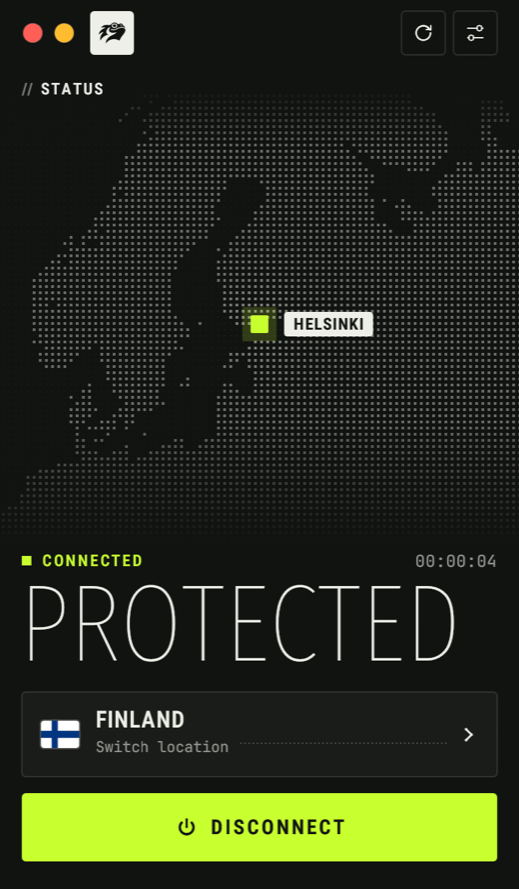 // STATUS
HELSINKI
CONNECTED
00:00:04
PROTECTED
FINLAND
Switch location
DISCONNECT